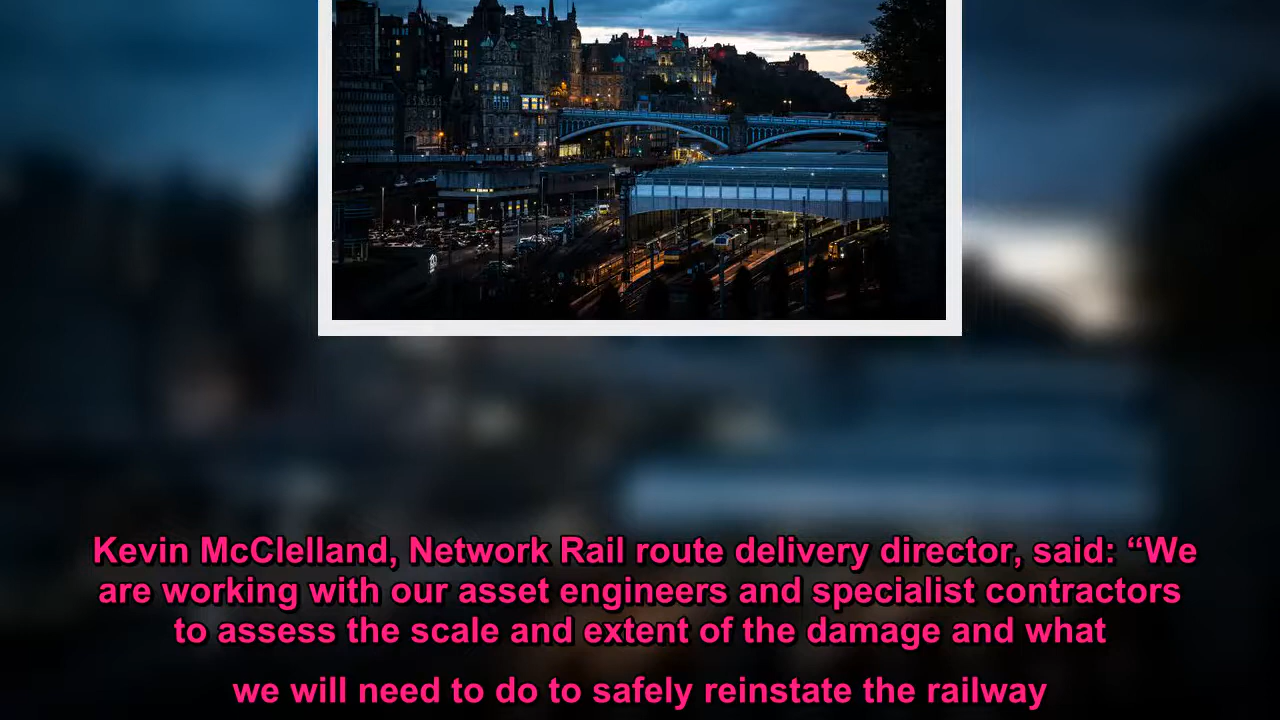 Kevin McClelland, Network Rail route delivery director, said: “We
are working with our asset engineers and specialist contractors
to assess the scale and extent of the damage and what
we will need to do to safely reinstate the railway